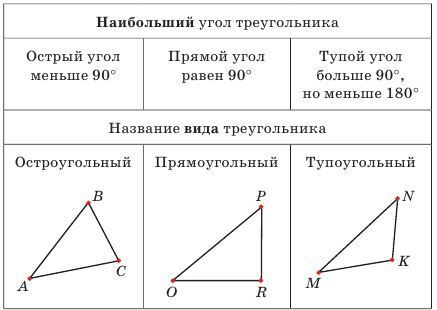 Наибольший угол треугольника
Острый угол
меньше 90°
Прямой угол
равен 90°
Тупой угол
больше 90°,
но меньше 180°
Название вида треугольника
Остроугольный
Прямоугольный
Тупоугольный
B
C
A
P
O
R
N
K
M